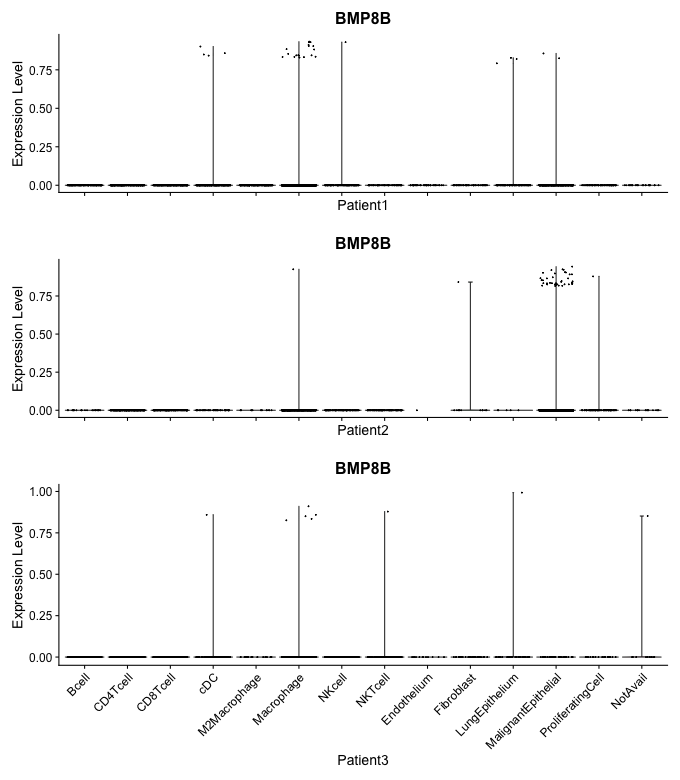 BMP8B
Expression Level
0.75
0.50
0.25
0.00
Patient1
BMP8B
Expression Level
0.75
0.50
0.25
0.00
Patient2
BMP8B
Expression Level
1.00
0.75
0.50
0.25
0.00
Bcell
CD4Tcell
CD8Tcell
cDC
M2Macrophage
Macrophage
NKcell
NKTcell
Endothelium
Fibroblast
LungEpithelium
MalignantEpithelial
ProliferatingCell
NotAvail
Patient3